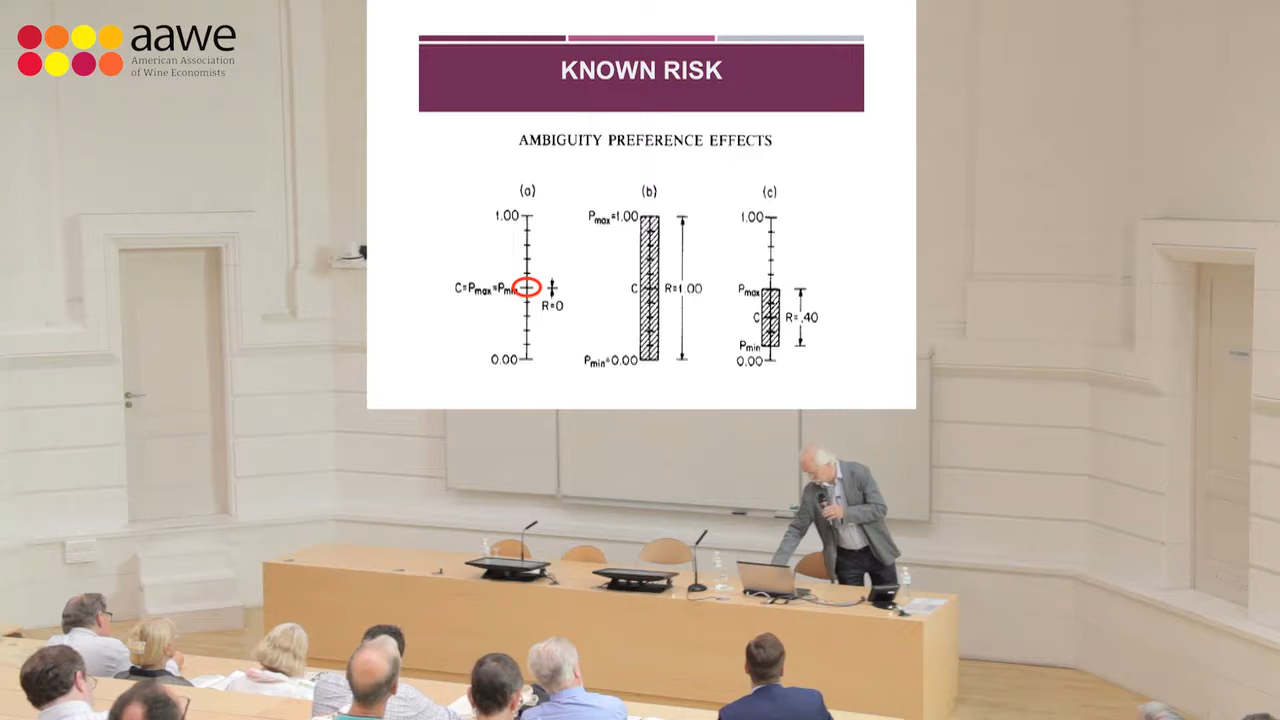 aawe
American Association
of Wine Economists
KNOWN RISK
AMBIGUITY PREFERENCE EFFECTS
(a)
1.00
C=Pmax=Pmin
R=0
0.00
(b)
Pmax=1.00
C
R=1.00
Pmin=0.00
(c)
1.00
Pmax
C
R=.40
Pmin
0.00